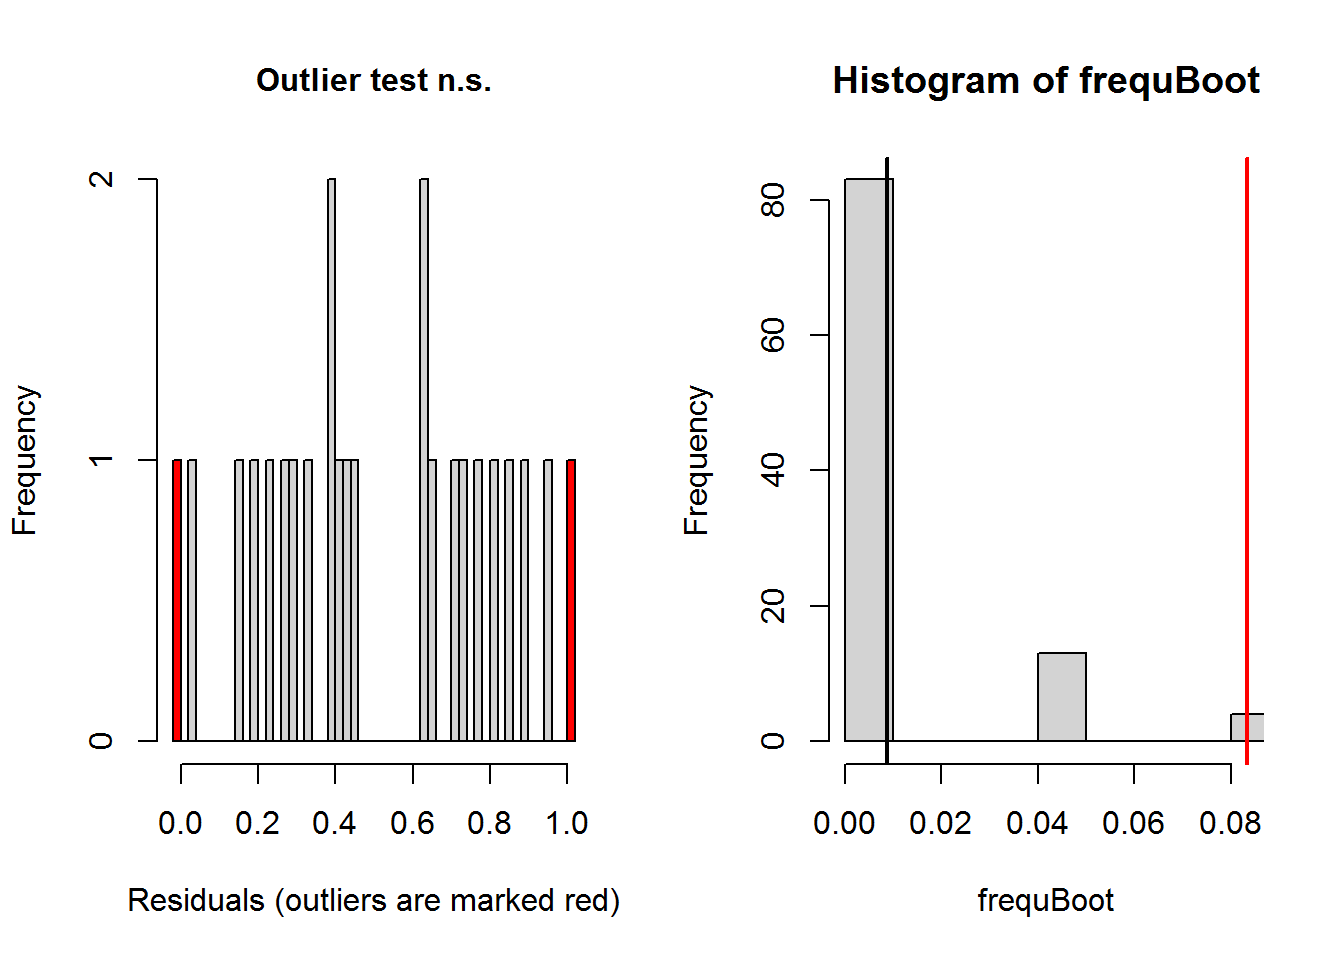 Outlier test n.s.
Frequency
2
1
0
0.0 0.2 0.4 0.6 0.8 1.0
Residuals (outliers are marked red)
Histogram of frequBoot
Frequency
80
60
40
20
0
0.00 0.02 0.04 0.06 0.08
frequBoot